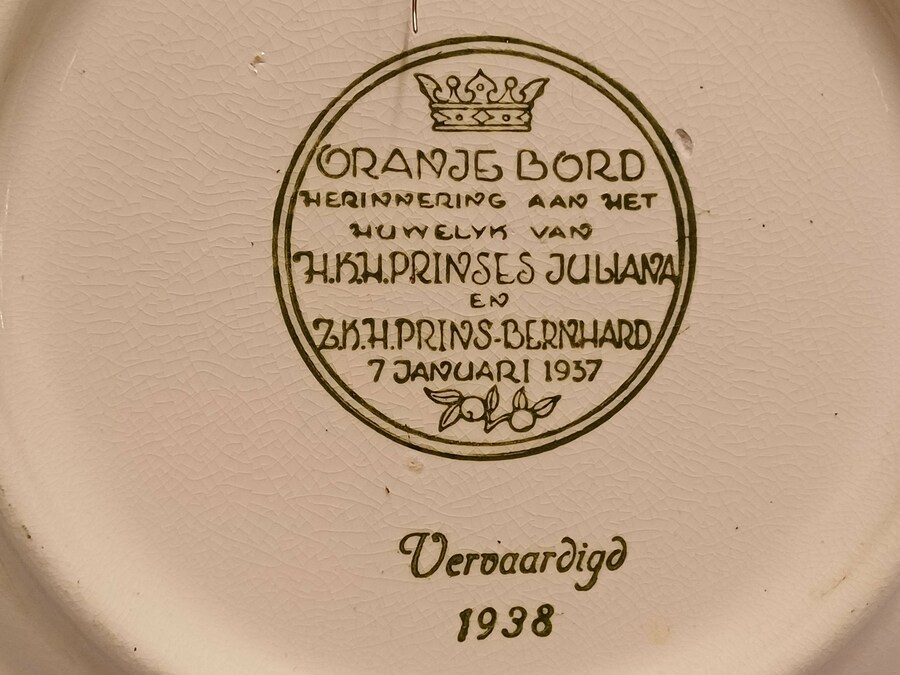 ORANJE BORD
HERINNERING AAN HET
HUWELYK VAN
H.K.H. PRINSES JULIANA
EN
Z.K.H. PRINS-BERNHARD
7 JANUARI 1937
Vervaardigd
1938